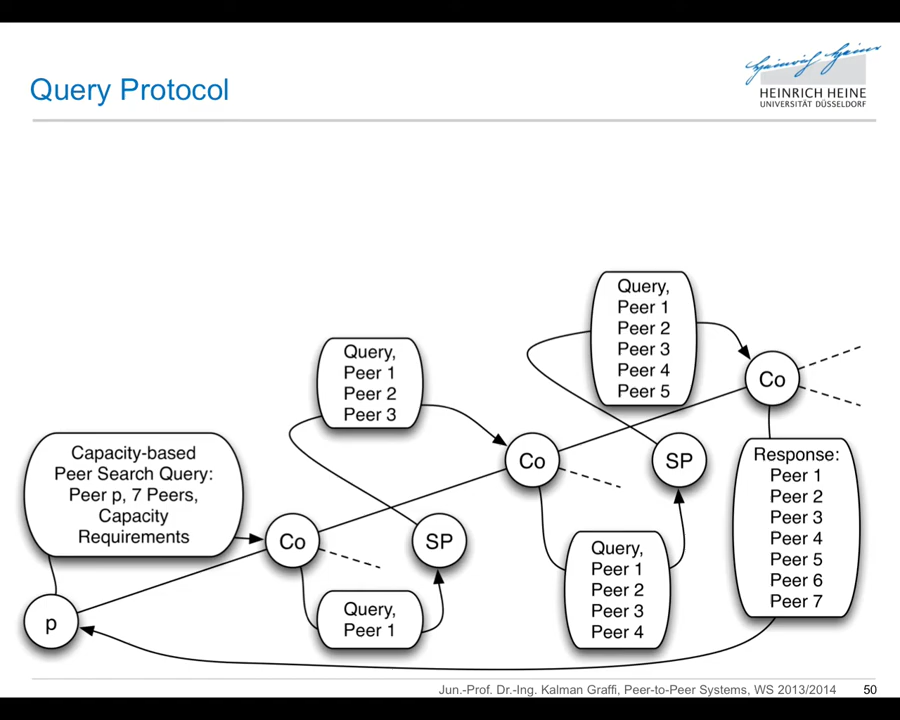 Query Protocol
Heinrich Heine
HEINRICH HEINE
UNIVERSITÄT DÜSSELDORF
Query,
Peer 1
Peer 2
Peer 3
Peer 4
Peer 5
Co
Query,
Peer 1
Peer 2
Peer 3
Co
SP
Capacity-based
Peer Search Query:
Peer p, 7 Peers,
Capacity
Requirements
Co
SP
Response:
Peer 1
Peer 2
Peer 3
Peer 4
Peer 5
Peer 6
Peer 7
Query,
Peer 1
Peer 2
Peer 3
Peer 4
Query,
Peer 1
p
Jun.-Prof. Dr.-Ing. Kalman Graffi, Peer-to-Peer Systems, WS 2013/2014
50